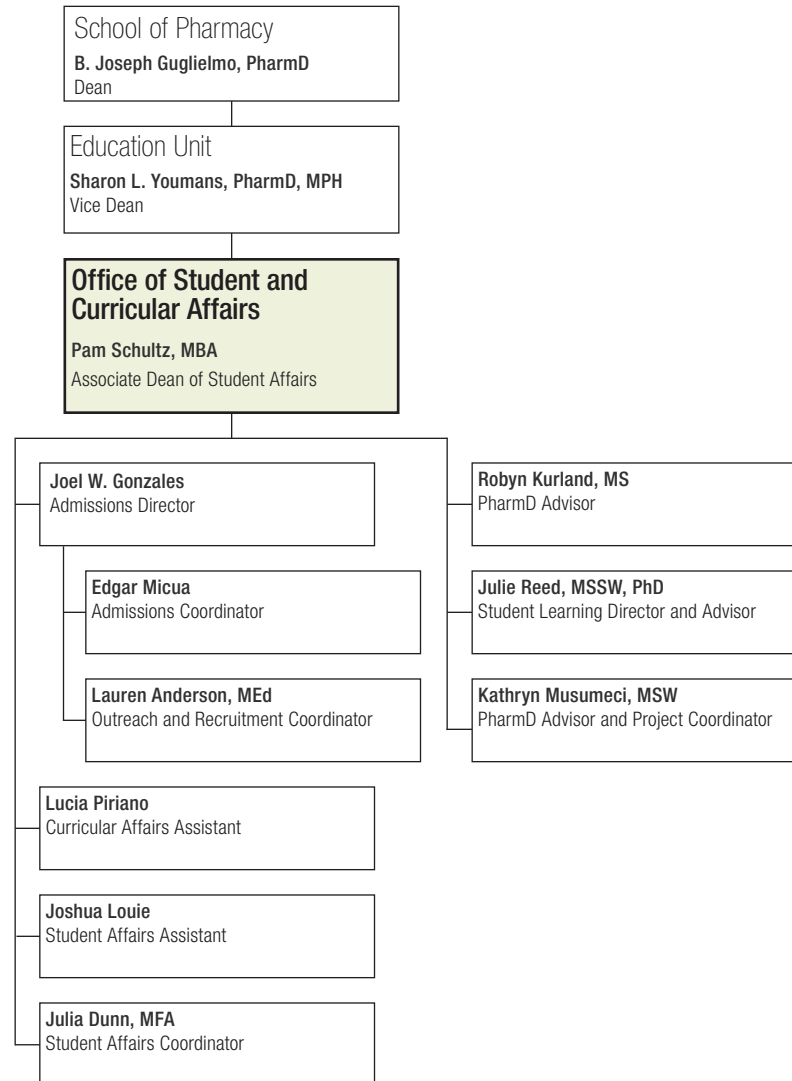 School of Pharmacy
B. Joseph Guglielmo, PharmD
Dean
Education Unit
Sharon L. Youmans, PharmD, MPH
Vice Dean
Office of Student and
Curricular Affairs
Pam Schultz, MBA
Associate Dean of Student Affairs
Joel W. Gonzales
Admissions Director
Edgar Micua
Admissions Coordinator
Lauren Anderson, MEd
Outreach and Recruitment Coordinator
Lucia Piriano
Curricular Affairs Assistant
Joshua Louie
Student Affairs Assistant
Julia Dunn, MFA
Student Affairs Coordinator
Robyn Kurland, MS
PharmD Advisor
Julie Reed, MSSW, PhD
Student Learning Director and Advisor
Kathryn Musumeci, MSW
PharmD Advisor and Project Coordinator